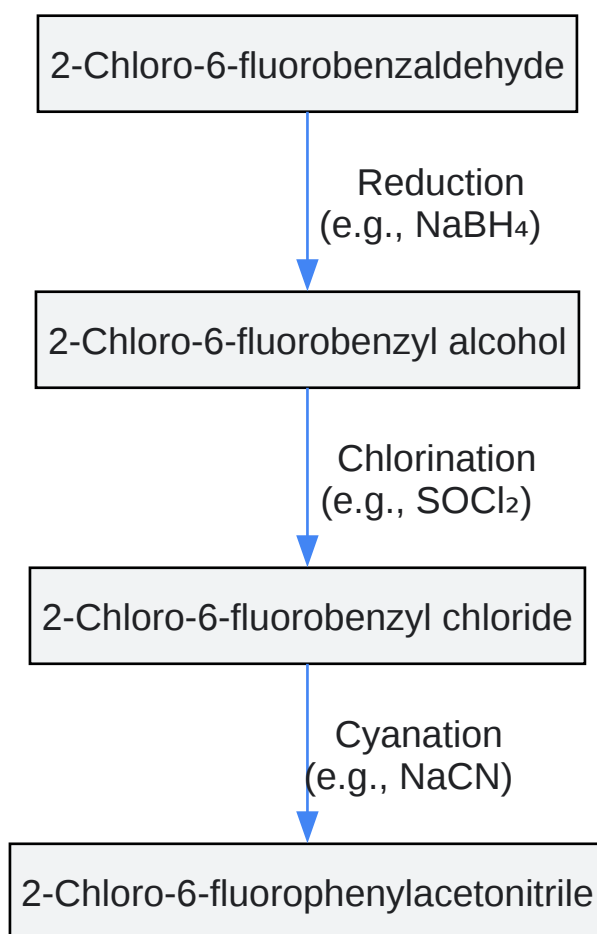 2-Chloro-6-fluorobenzaldehyde
Reduction
(e.g., NaBH₄)
2-Chloro-6-fluorobenzyl alcohol
Chlorination
(e.g., SOCl₂)
2-Chloro-6-fluorobenzyl chloride
Cyanation
(e.g., NaCN)
2-Chloro-6-fluorophenylacetonitrile